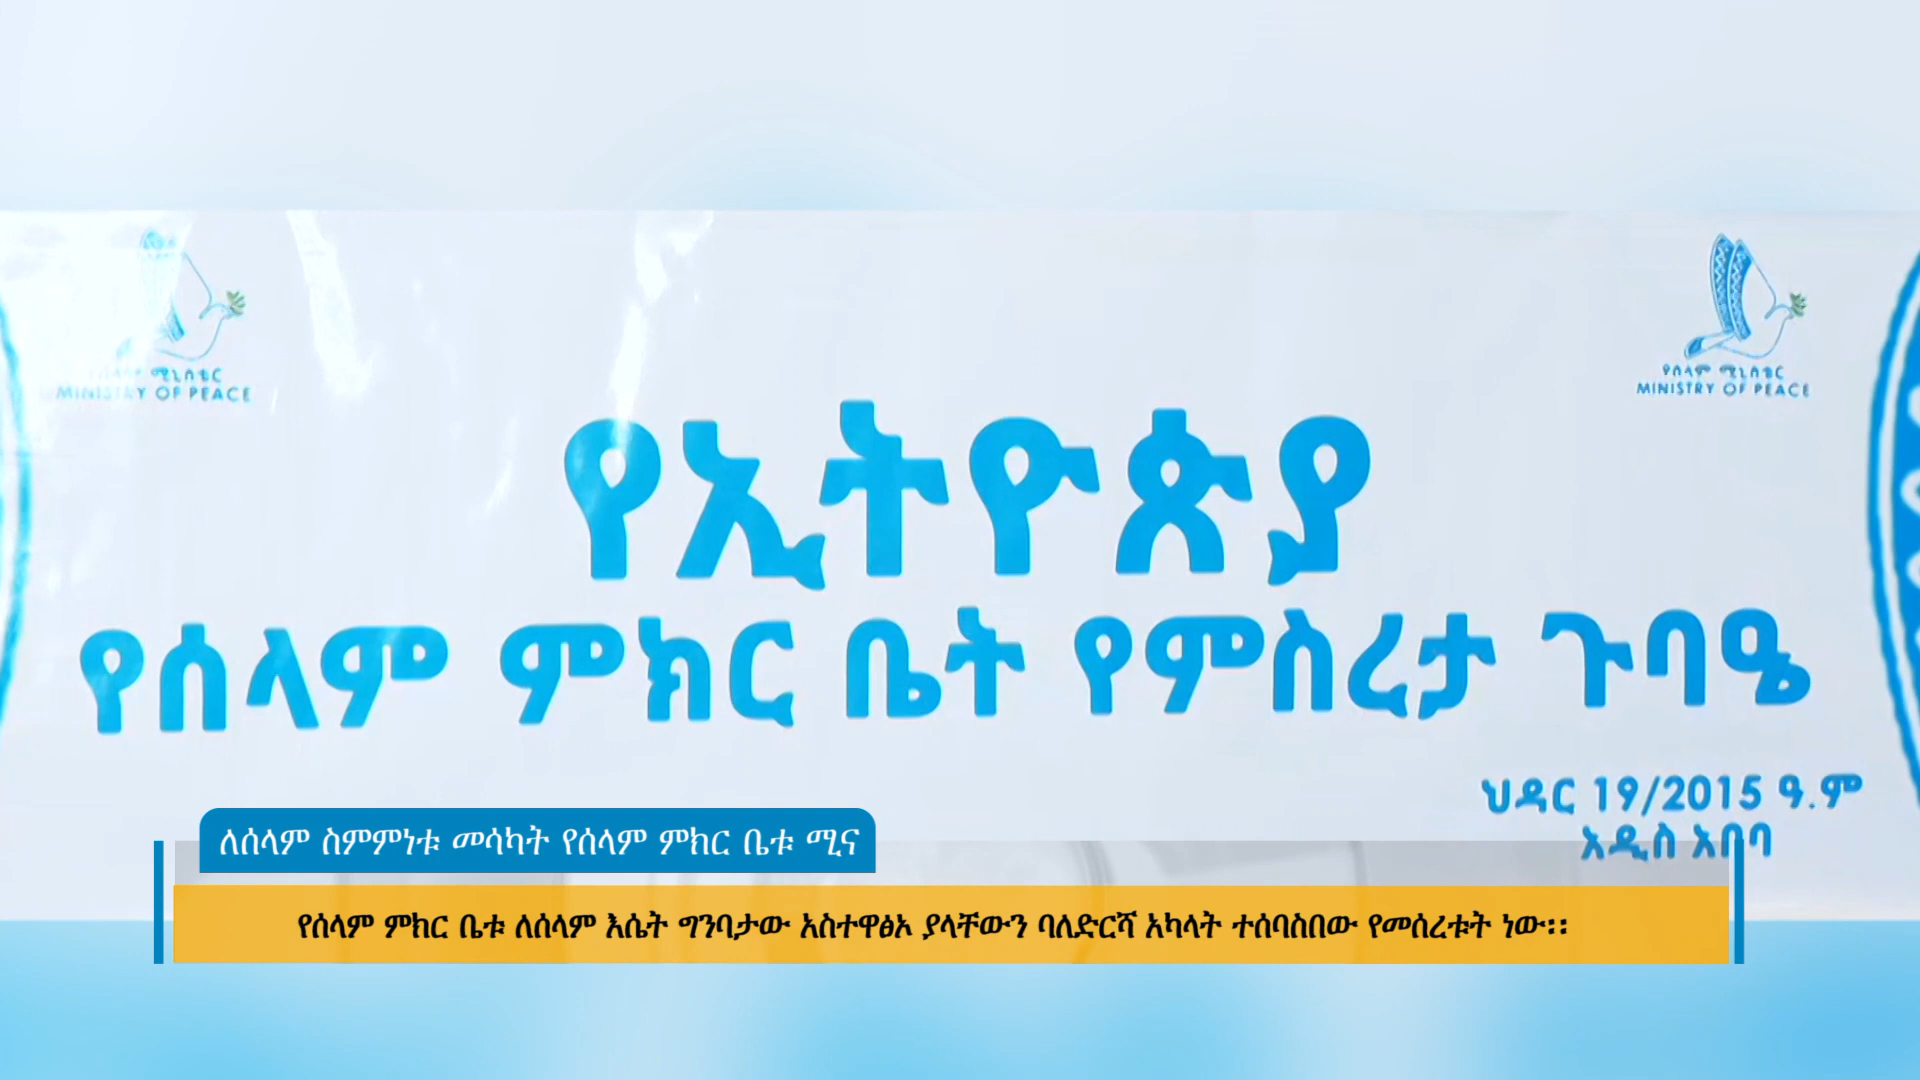 ሚኒስቴር
MINISTRY OF PEACE
የሰላም ሚኒስቴር
MINISTRY OF PEACE
የኢትዮጵያ
የሰላም ምክር ቤት የምስረታ ጉባዔ
ህዳር 19/2015 ዓ.ም
አዲስ አበባ
ለሰላም ስምምነቱ መሳካት የሰላም ምክር ቤቱ ሚና
የሰላም ምክር ቤቱ ለሰላም እሴት ግንባታው አስተዋፅኦ ያላቸውን ባለድርሻ አካላት ተሰባስበው የመሰረቱት ነው፡፡